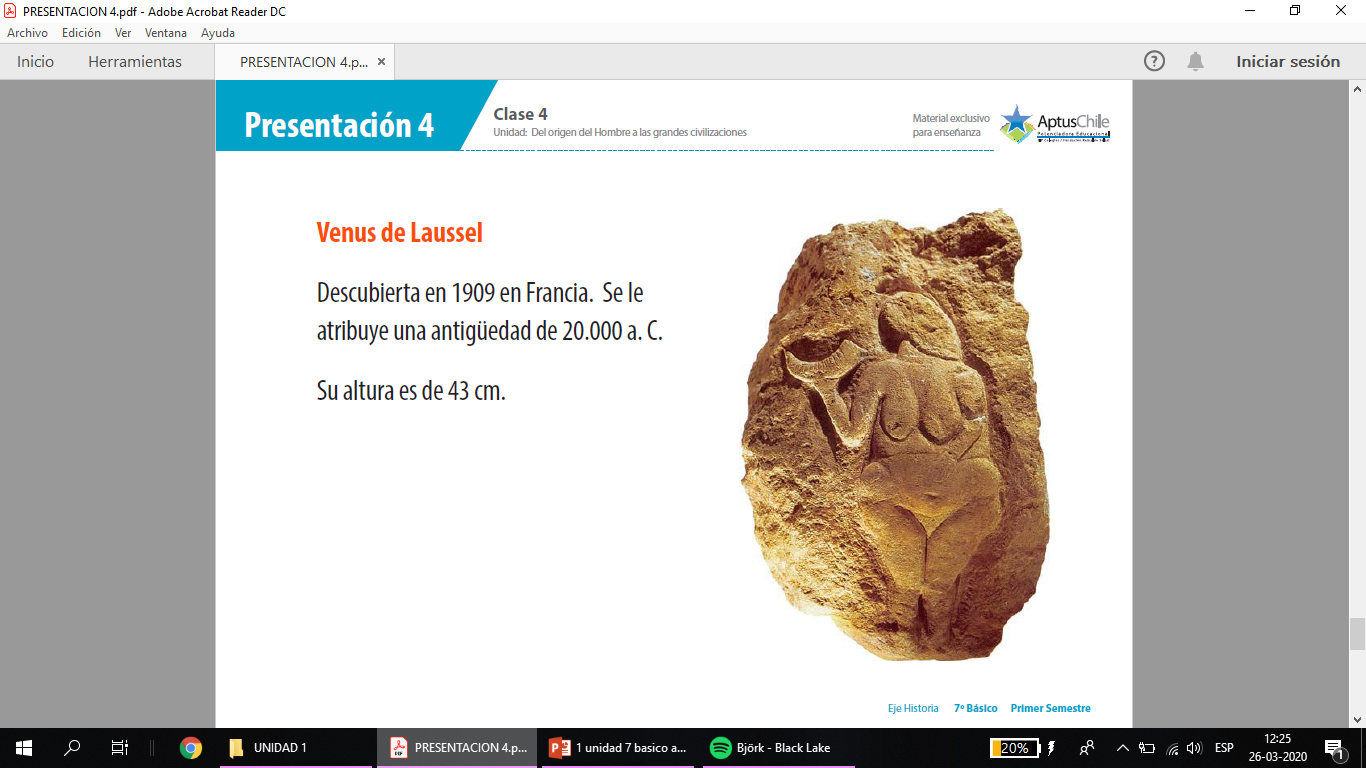 PRESENTACION 4.pdf - Adobe Acrobat Reader DC
Archivo Edición Ver Ventana Ayuda
Inicio Herramientas PRESENTACION 4.p... × ? Iniciar sesión
Presentación 4
Clase 4
Unidad: Del origen del Hombre a las grandes civilizaciones
Material exclusivo
para enseñanza
AptusChile
Potenciadora Educacional
Venus de Laussel
Descubierta en 1909 en Francia. Se le
atribuye una antigüedad de 20.000 a. C.
Su altura es de 43 cm.
Eje Historia 7º Básico Primer Semestre
UNIDAD 1
PRESENTACION 4.p...
1 unidad 7 basico a...
Björk - Black Lake
20%
ESP
12:25
26-03-2020
1